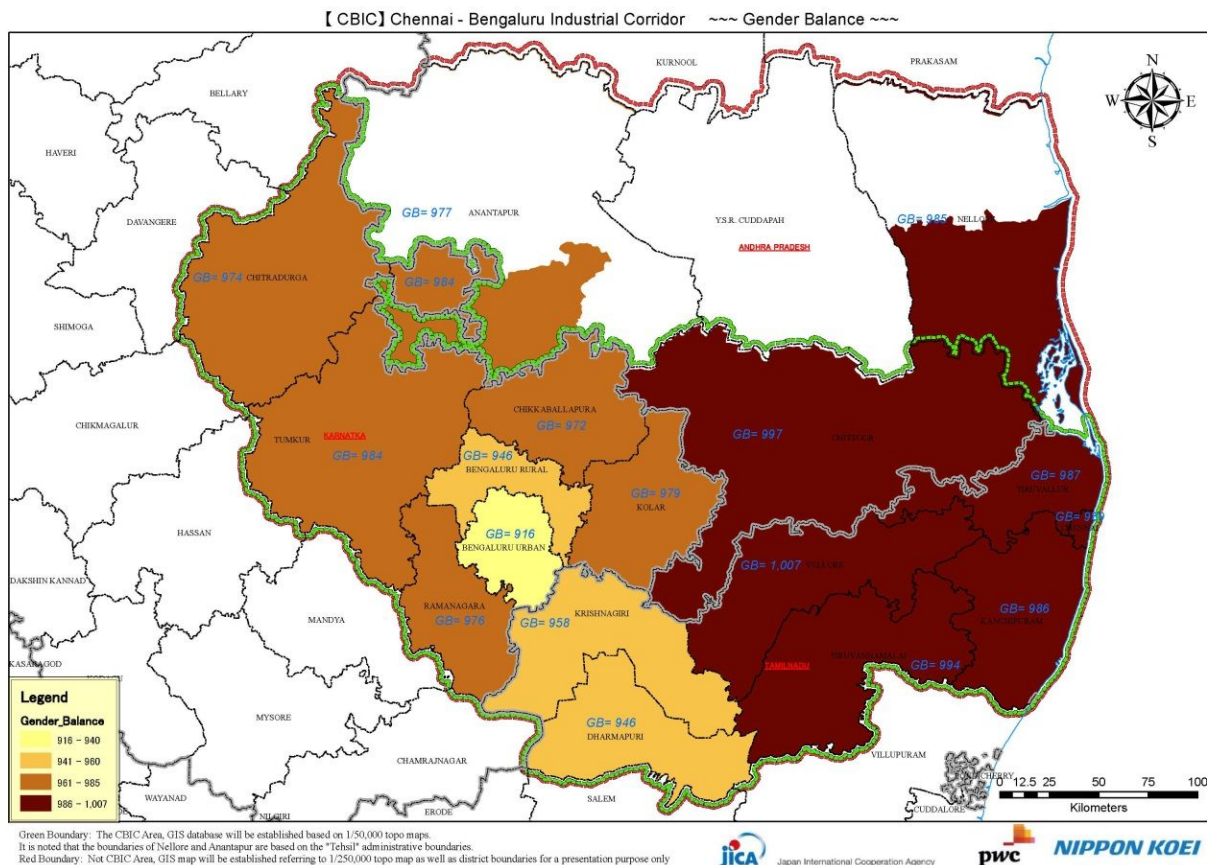 【 CBIC】 Chennai - Bengaluru Industrial Corridor ~~~ Gender Balance ~~~
KURNOOL
PRAKASAM
N
W E
S
BELLARY
HAVERI
DAVANGERE
GB= 977 ANANTAPUR
Y.S.R. CUDDAPAH
GB= 985
ANDHRA PRADESH
GB= 974 CHITRADURGA
GB= 984
SHIMOGA
CHIKMAGALUR
CHIKKABALLAPURA
GB= 972
GB= 997
TUMKUR KARNATKA
GB= 984
GB= 946
BENGALURU RURAL
GB= 979
KOLAR
GB= 987
HASSAN
GB= 916
BENGALURU URBAN
GB= 1,007
DAKSHIN KANNAD
MANDYA
RAMANAGARA
GB= 976
KRISHNAGIRI
GB= 958
GB= 986
KANCHIPURAM
TIRUVANNAMALAI
GB= 994
TAMILNADU
KASARAGOD
MYSORE
GB= 946
DHARMAPURI
CHAMRAJNAGAR
VILLUPURAM
WAYANAD
NILGIRI
ERODE
SALEM
CUDDALORE
Legend
Gender_Balance
916 - 940
941 - 960
961 - 985
986 - 1,007
0 12.5 25 50 75 100
Kilometers
Green Boundary: The CBIC Area, GIS database will be established based on 1/50,000 topo maps.
It is noted that the boundaries of Nellore and Anantapur are based on the "Tehsil" administrative boundaries.
Red Boundary: Not CBIC Area, GIS map will be established referring to 1/250,000 topo map as well as district boundaries for a presentation purpose only
jICA Japan International Cooperation Agency
pwc
NIPPON KOEI